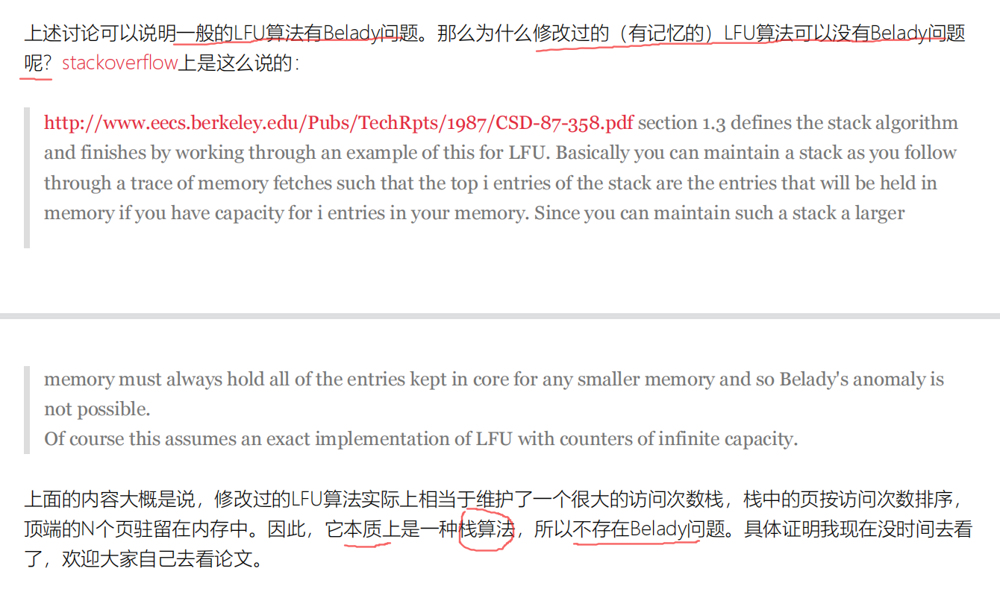 上述讨论可以说明一般的LFU算法有Belady问题。那么为什么修改过的（有记忆的）LFU算法可以没有Belady问题
呢？stackoverflow上是这么说的：
http://www.eecs.berkeley.edu/Pubs/TechRpts/1987/CSD-87-358.pdf section 1.3 defines the stack algorithm
and finishes by working through an example of this for LFU. Basically you can maintain a stack as you follow
through a trace of memory fetches such that the top i entries of the stack are the entries that will be held in
memory if you have capacity for i entries in your memory. Since you can maintain such a stack a larger
memory must always hold all of the entries kept in core for any smaller memory and so Belady's anomaly is
not possible.
Of course this assumes an exact implementation of LFU with counters of infinite capacity.
上面的内容大概是说，修改过的LFU算法实际上相当于维护了一个很大的访问次数栈，栈中的页按访问次数排序，
顶端的N个页驻留在内存中。因此，它本质上是一种栈算法，所以不存在Belady问题。具体证明我现在没时间去看
了，欢迎大家自己去看论文。